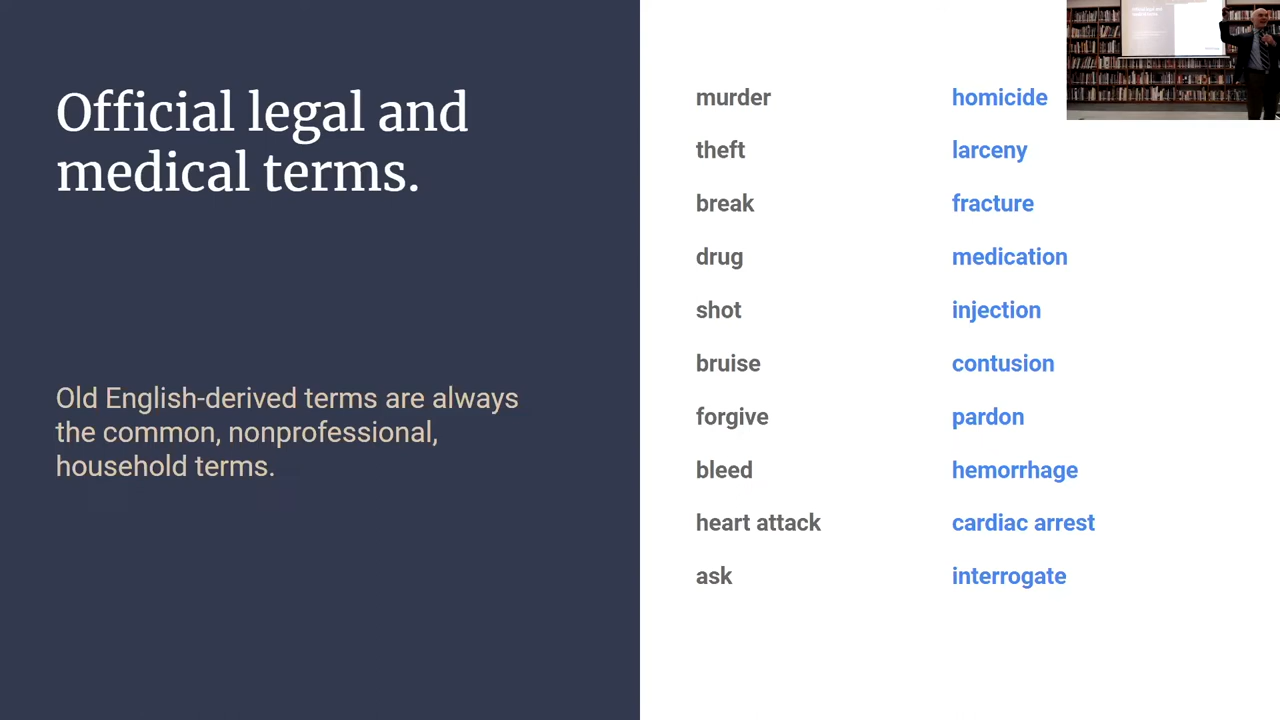 Official legal and
medical terms.
Old English-derived terms are always
the common, nonprofessional,
household terms.
murder homicide
theft larceny
break fracture
drug medication
shot injection
bruise contusion
forgive pardon
bleed hemorrhage
heart attack cardiac arrest
ask interrogate